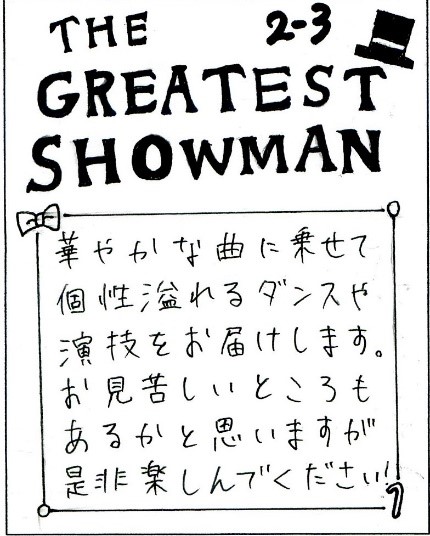 THE 2-3
GREATEST
SHOWMAN
華やかな曲に乗せて
個性溢れるダンスや
演技をお届けします。
お見苦しいところも
あるかと思いますが
是非楽しんでください!